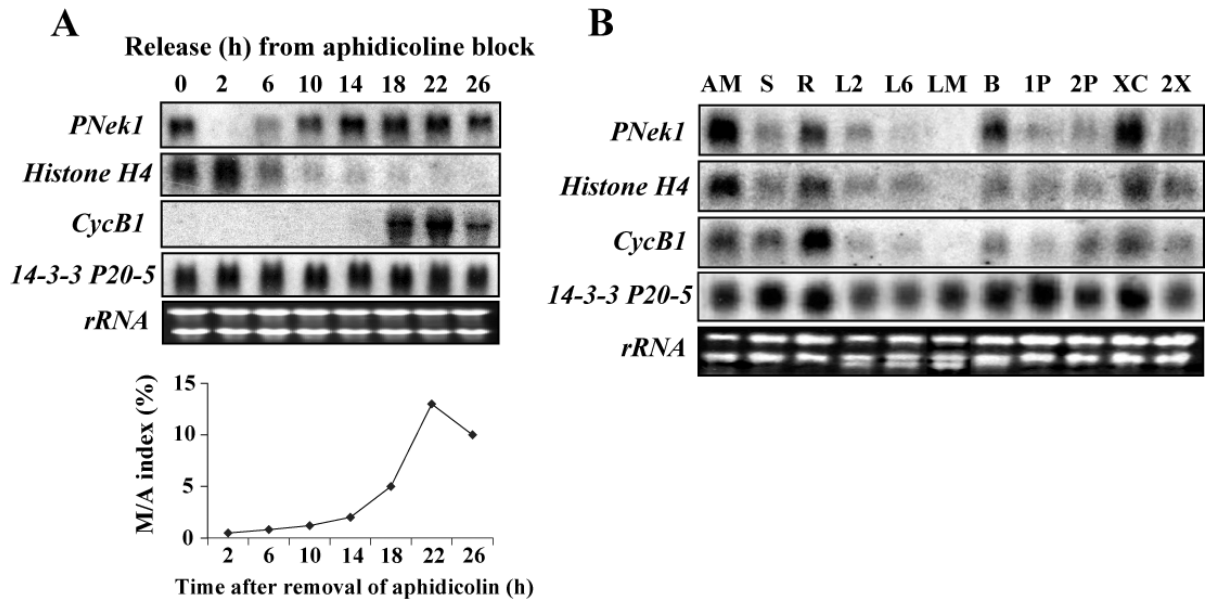 A
Release (h) from aphidicoline block
0 2 6 10 14 18 22 26
PNek1
Histone H4
CycB1
14-3-3 P20-5
rRNA
15
10
5
0
M/A index (%)
2 6 10 14 18 22 26
Time after removal of aphidicolin (h)
B
AM S R L2 L6 LM B 1P 2P XC 2X
PNek1
Histone H4
CycB1
14-3-3 P20-5
rRNA